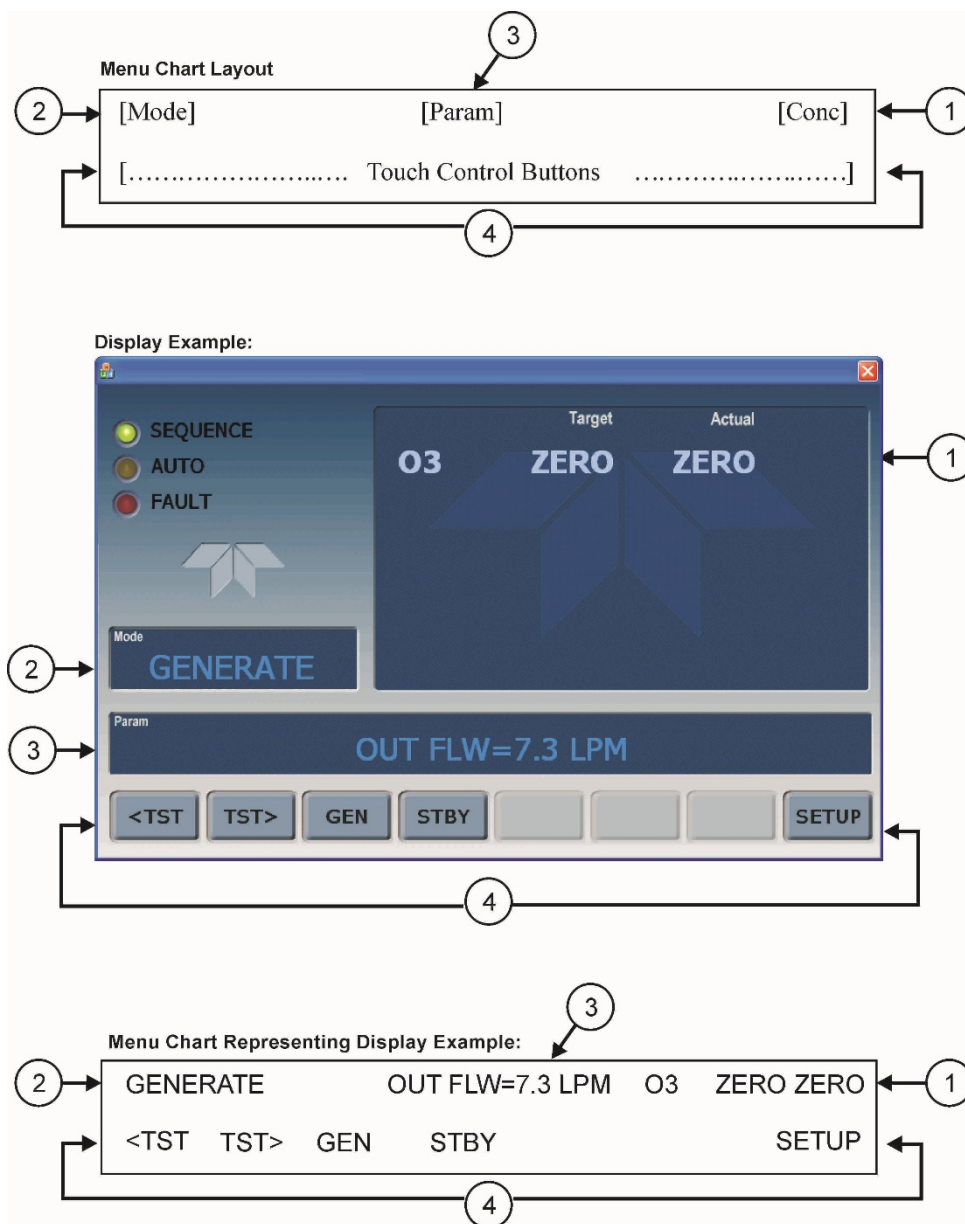 3
Menu Chart Layout
2 [Mode] [Param] [Conc] 1
[........................ Touch Control Buttons ........................]
4
Display Example:
SEQUENCE
AUTO
FAULT
Target Actual
O3 ZERO ZERO
1
Mode
2 GENERATE
Param
3 OUT FLW=7.3 LPM
<TST TST> GEN STBY SETUP
4
3
Menu Chart Representing Display Example:
2 GENERATE OUT FLW=7.3 LPM O3 ZERO ZERO 1
<TST TST> GEN STBY SETUP
4